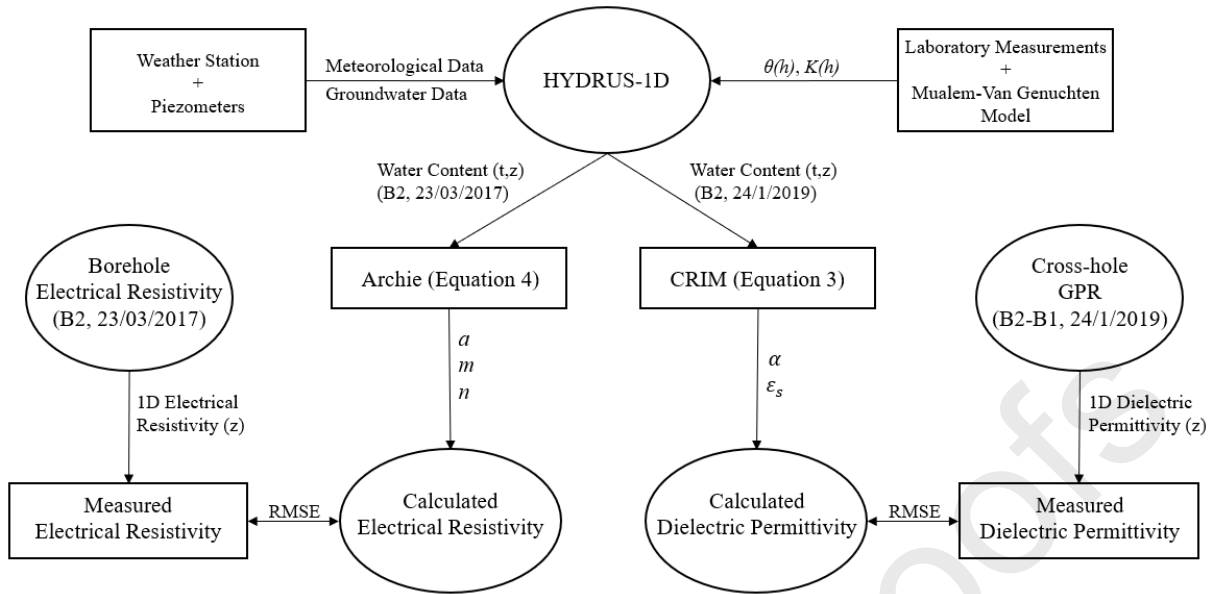 Weather Station
+
Piezometers
Meteorological Data
Groundwater Data
HYDRUS-1D
θ(h), K(h)
Laboratory Measurements
+
Mualem-Van Genuchten
Model
Water Content (t,z)
(B2, 23/03/2017)
Water Content (t,z)
(B2, 24/1/2019)
Borehole
Electrical Resistivity
(B2, 23/03/2017)
Archie (Equation 4)
CRIM (Equation 3)
Cross-hole
GPR
(B2-B1, 24/1/2019)
a
m
n
α
εs
1D Electrical
Resistivity (z)
1D Dielectric
Permittivity (z)
Measured
Electrical Resistivity
RMSE
Calculated
Electrical Resistivity
Calculated
Dielectric Permittivity
RMSE
Measured
Dielectric Permittivity